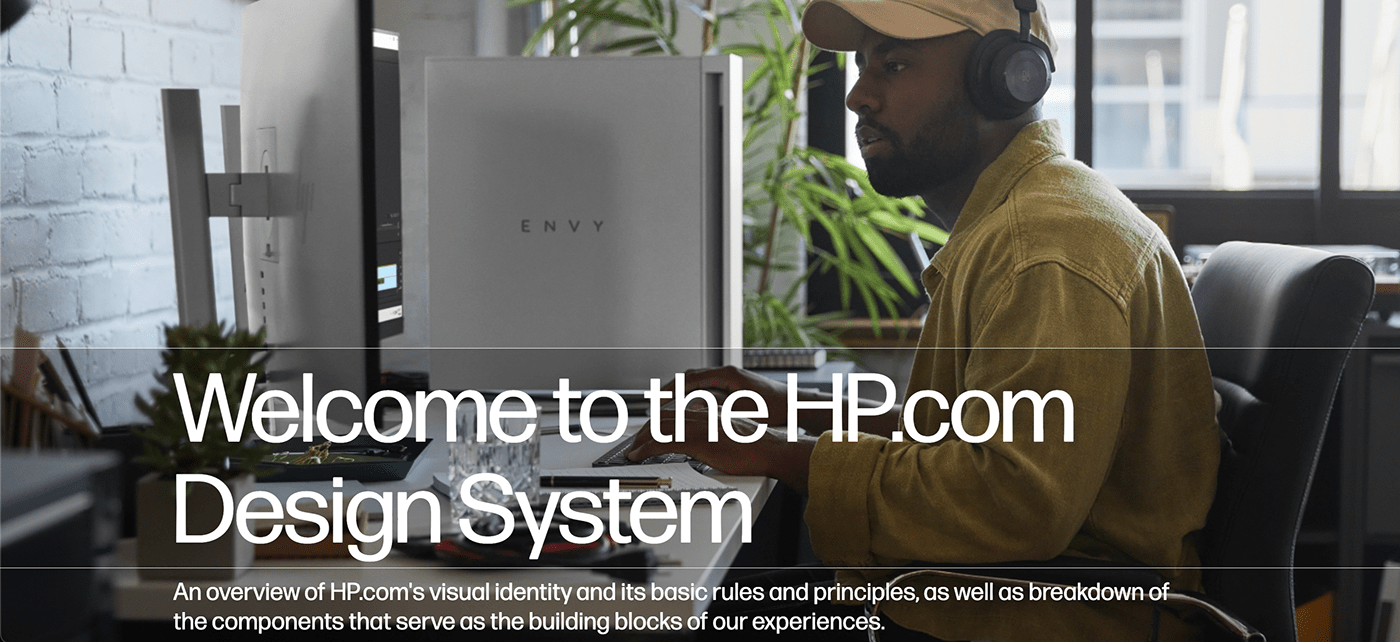 ENVY
Welcome to the HP.com
Design System
An overview of HP.com's visual identity and its basic rules and principles, as well as breakdown of
the components that serve as the building blocks of our experiences.